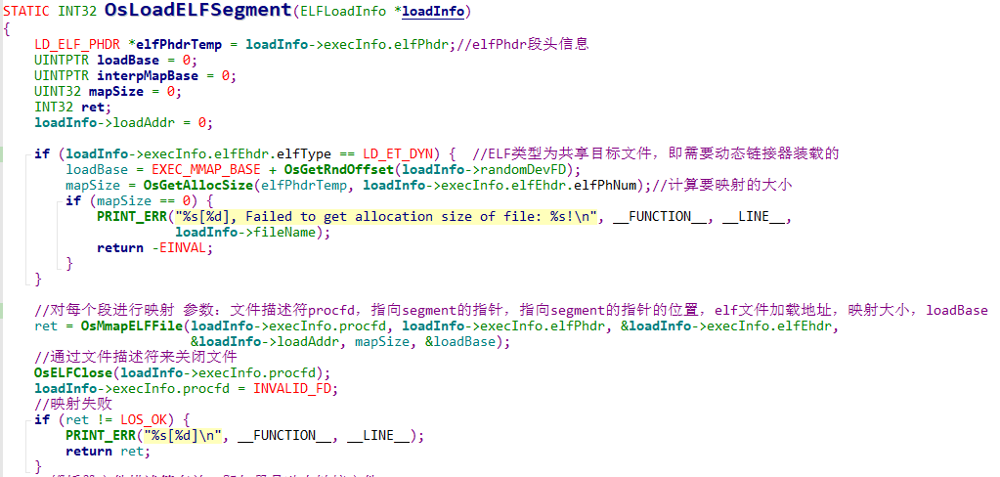 STATIC INT32 OsLoadELFSegment(ELFLoadInfo *loadInfo)
{
    LD_ELF_PHDR *elfPhdrTemp = loadInfo->execInfo.elfPhdr;//elfPhdr段头信息
    UINTPTR loadBase = 0;
    UINTPTR interpMapBase = 0;
    UINT32 mapSize = 0;
    INT32 ret;
    loadInfo->loadAddr = 0;
    if (loadInfo->execInfo.elfEhdr.elfType == LD_ET_DYN) {  //ELF类型为共享目标文件，即需要动态链接器装载的
        loadBase = EXEC_MMAP_BASE + OsGetRndOffset(loadInfo->randomDevFD);
        mapSize = OsGetAllocSize(elfPhdrTemp, loadInfo->execInfo.elfEhdr.elfPhNum);//计算要映射的大小
        if (mapSize == 0) {
            PRINT_ERR("%s[%d], Failed to get allocation size of file: %s!\n", __FUNCTION__, __LINE__,
                      loadInfo->fileName);
            return -EINVAL;
        }
    }
    //对每个段进行映射 参数：文件描述符procfd，指向segment的指针，指向segment的指针的位置，elf文件加载地址，映射大小，loadBase
    ret = OsMmapELFFile(loadInfo->execInfo.procfd, loadInfo->execInfo.elfPhdr, &loadInfo->execInfo.elfEhdr,
                        &loadInfo->loadAddr, mapSize, &loadBase);
    //通过文件描述符来关闭文件
    OsELFClose(loadInfo->execInfo.procfd);
    loadInfo->execInfo.procfd = INVALID_FD;
    //映射失败
    if (ret != LOS_OK) {
        PRINT_ERR("%s[%d]\n", __FUNCTION__, __LINE__);
        return ret;
    }